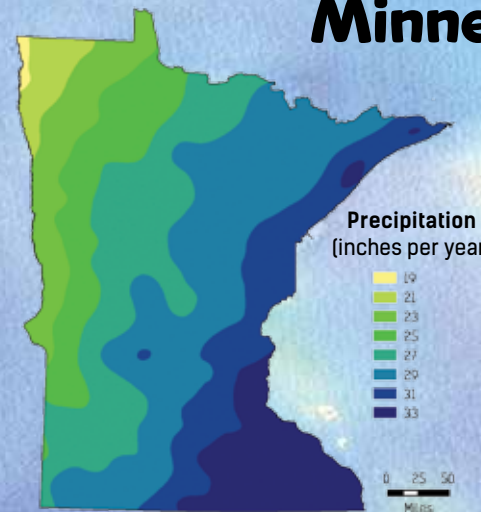 Minne
Precipitation
(inches per year
19
21
23
25
27
29
31
33
0 25 50
Miles